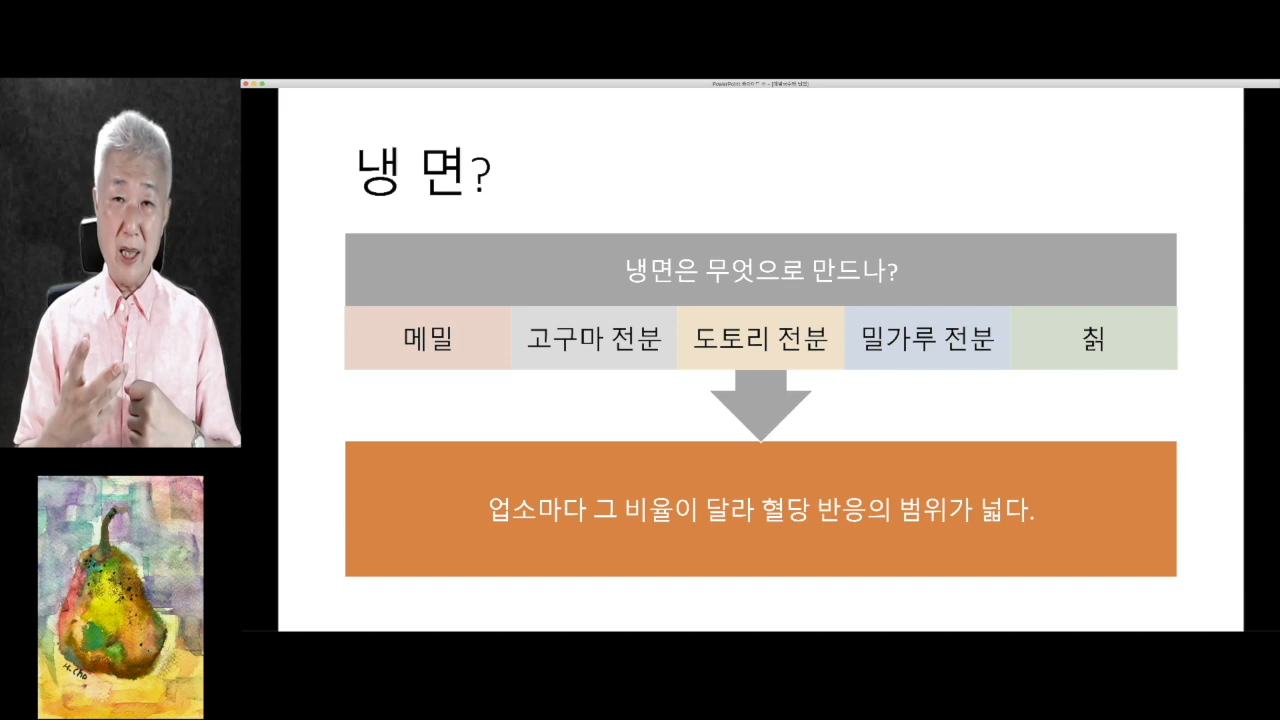 냉 면?
냉면은 무엇으로 만드나?
메밀 고구마 전분 도토리 전분 밀가루 전분 칡
업소마다 그 비율이 달라 혈당 반응의 범위가 넓다.
H.Cho